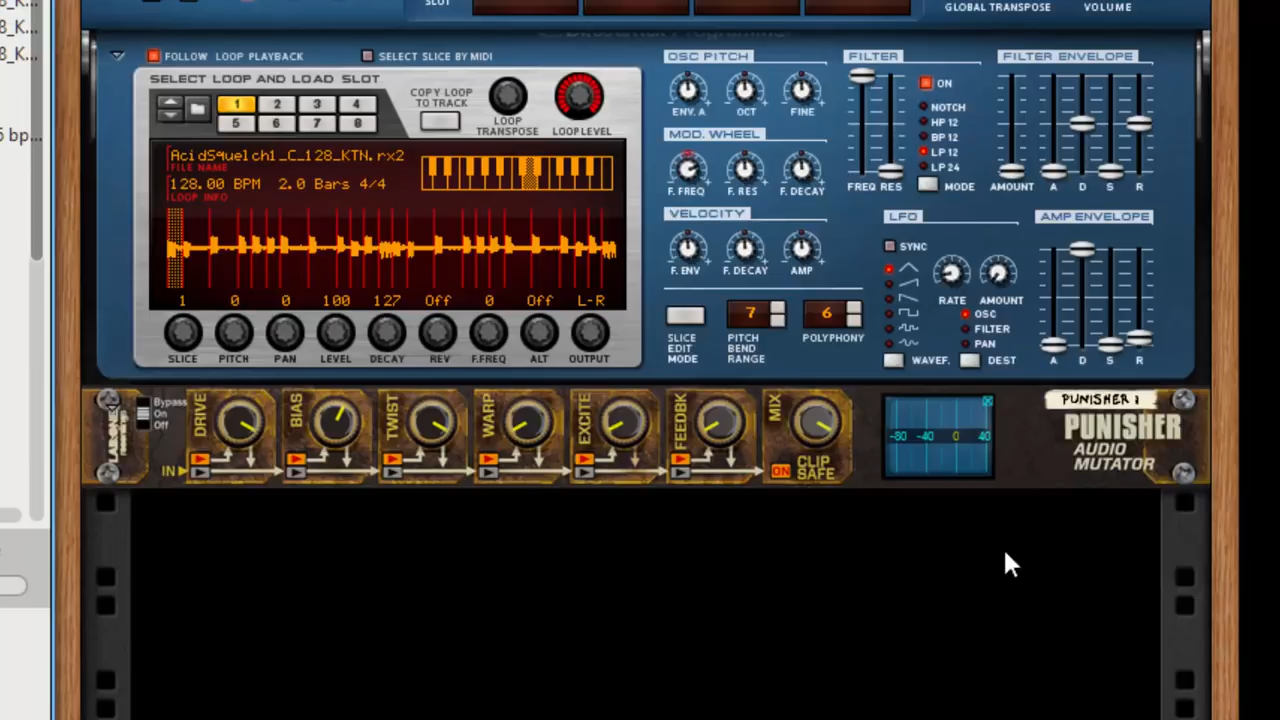 8_K...
8_K...
5 bp...
SLOT
GLOBAL TRANSPOSE
VOLUME
FOLLOW LOOP PLAYBACK
SELECT SLICE BY MIDI
SELECT LOOP AND LOAD SLOT
1 2 3 4
5 6 7 8
COPY LOOP
TO TRACK
LOOP
TRANSPOSE
LOOP LEVEL
AcidSquelch1_C_128_KTN.rx2
FILE NAME
128.00 BPM 2.0 Bars 4/4
LOOP INFO
1 0 0 100 127 Off 0 Off L-R
SLICE PITCH PAN LEVEL DECAY REV F.FREQ ALT OUTPUT
OSC PITCH
ENV. A OCT FINE
MOD. WHEEL
F. FREQ F. RES F. DECAY
VELOCITY
F. ENV F. DECAY AMP
SLICE
EDIT
MODE
7
PITCH
BEND
RANGE
6
POLYPHONY
FILTER
ON
NOTCH
HP 12
BP 12
LP 12
LP 24
FREQ RES
MODE
FILTER ENVELOPE
AMOUNT A D S R
LFO
SYNC
RATE AMOUNT
OSC
FILTER
PAN
WAVEF. DEST
AMP ENVELOPE
A D S R
Bypass
On
Off
IN
DRIVE
BIAS
TWIST
WARP
EXCITE
FEEDBK
MIX
ON
CLIP
SAFE
-80 -40 0 40
PUNISHER 1
PUNISHER
AUDIO
MUTATOR